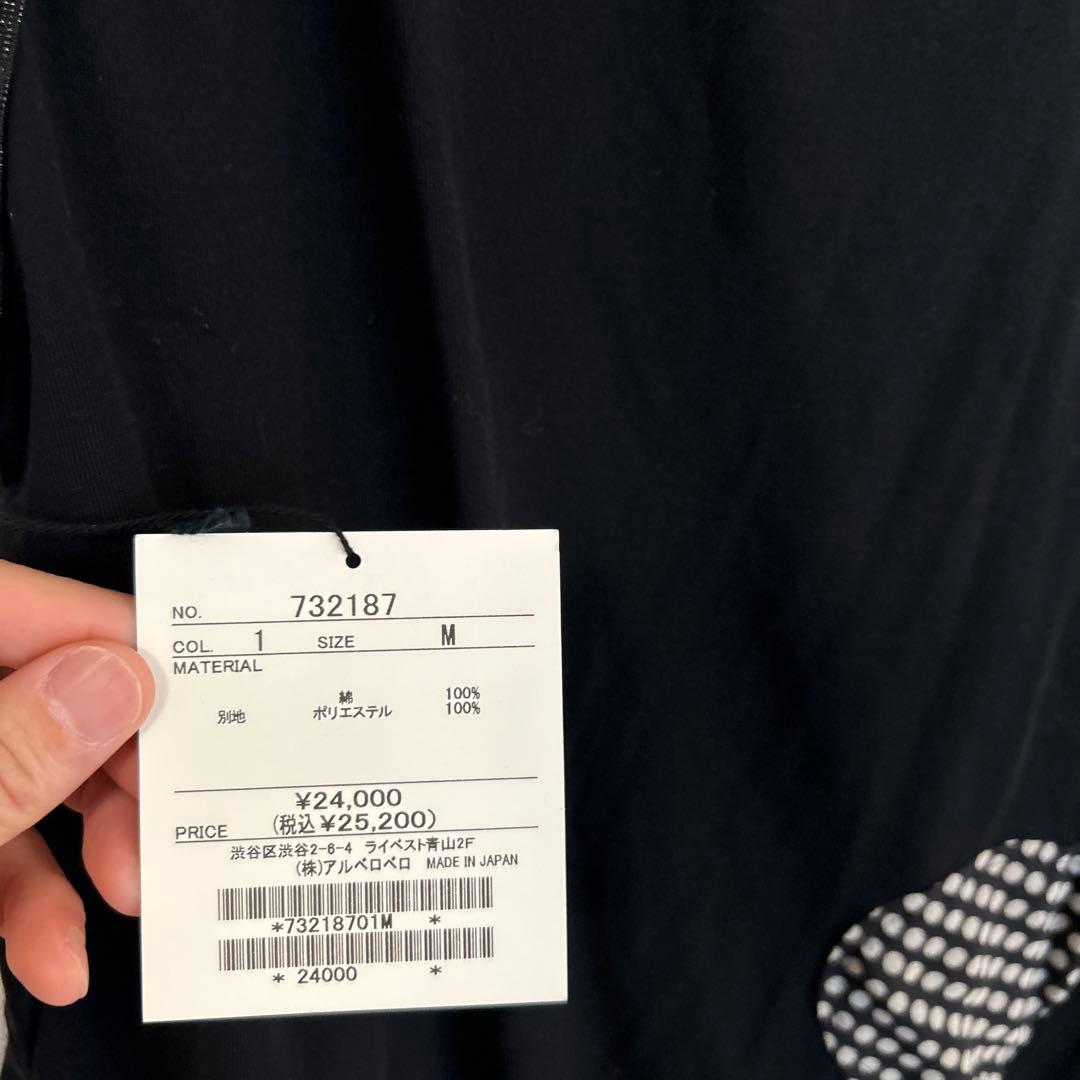 NO. 732187
COL. 1 SIZE M
MATERIAL
綿 100%
別地 ポリエステル 100%
¥24,000
PRICE (税込¥25,200)
渋谷区渋谷2-6-4 ライベスト青山2F
(株)アルベロベロ MADE IN JAPAN
*73218701M *
* 24000 *